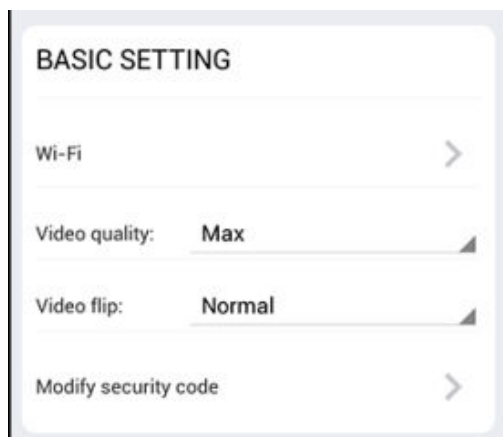 BASIC SETTING
Wi-Fi
Video quality: Max
Video flip: Normal
Modify security code